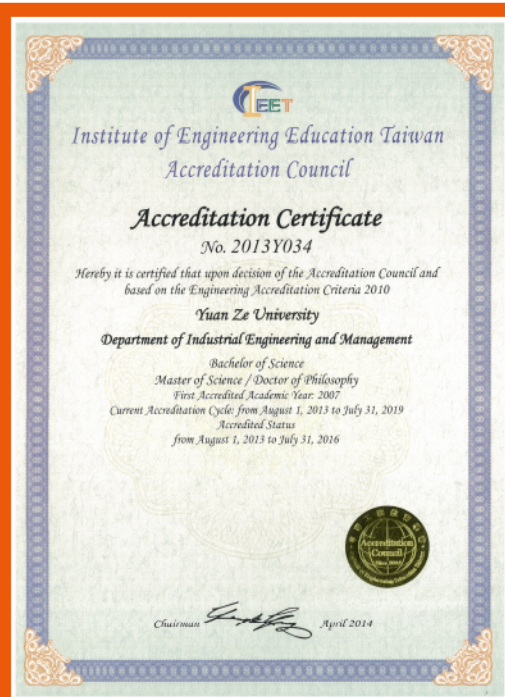 IEET
Institute of Engineering Education Taiwan
Accreditation Council
Accreditation Certificate
No. 2013Y034
Hereby it is certified that upon decision of the Accreditation Council and
based on the Engineering Accreditation Criteria 2010
Yuan Ze University
Department of Industrial Engineering and Management
Bachelor of Science
Master of Science / Doctor of Philosophy
First Accredited Academic Year: 2007
Current Accreditation Cycle: from August 1, 2013 to July 31, 2019
Accredited Status
from August 1, 2013 to July 31, 2016
Accreditation
Council
Chairman
April 2014